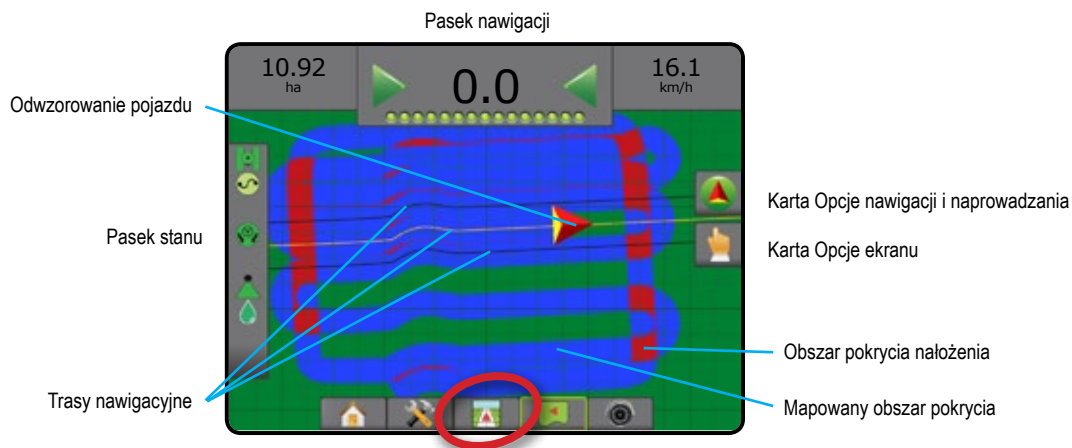 Pasek nawigacji
10.92
ha
0.0
16.1
km/h
Odwzorowanie pojazdu
Pasek stanu
Trasy nawigacyjne
Karta Opcje nawigacji i naprowadzania
Karta Opcje ekranu
Obszar pokrycia nałożenia
Mapowany obszar pokrycia